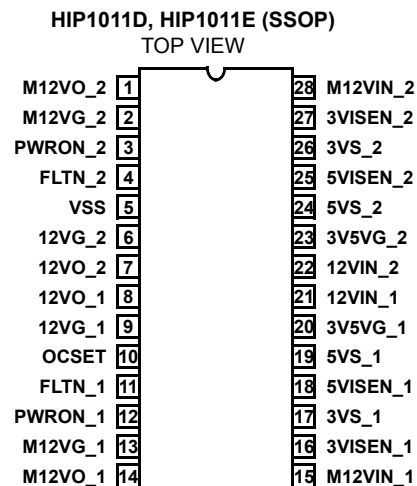 HIP1011D, HIP1011E (SSOP)
TOP VIEW
M12VO_2 1 28 M12VIN_2
M12VG_2 2 27 3VISEN_2
PWRON_2 3 26 3VS_2
FLTN_2 4 25 5VISEN_2
VSS 5 24 5VS_2
12VG_2 6 23 3V5VG_2
12VO_2 7 22 12VIN_2
12VO_1 8 21 12VIN_1
12VG_1 9 20 3V5VG_1
OCSET 10 19 5VS_1
FLTN_1 11 18 5VISEN_1
PWRON_1 12 17 3VS_1
M12VG_1 13 16 3VISEN_1
M12VO_1 14 15 M12VIN_1